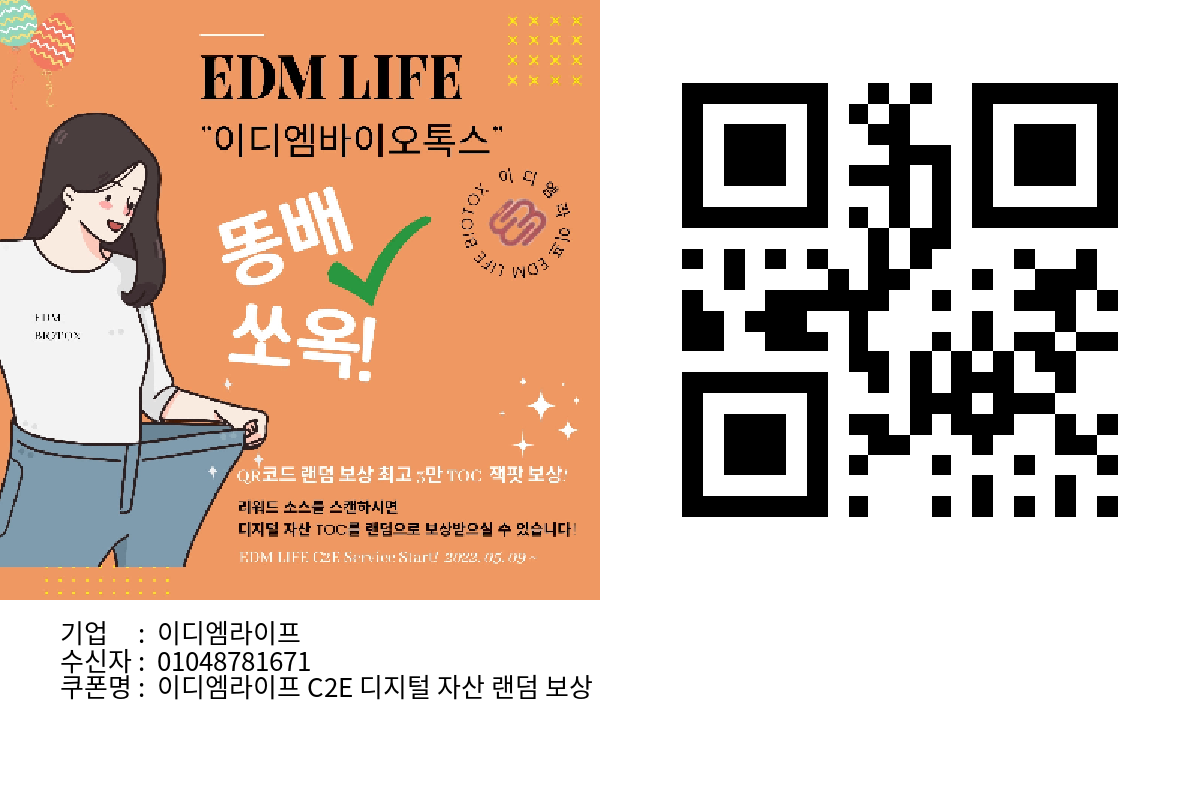 EDM LIFE
"이디엠바이오톡스"
이디엠라이프 EDM LIFE BIOTOX
똥배
쏘옥!
EDM
BIOTOX
QR코드 랜덤 보상 최고 5만 TOC 잭팟 보상!
리워드 소스를 스캔하시면
디지털 자산 TOC를 랜덤으로 보상받으실 수 있습니다!
EDM LIFE C2E Service Start! 2022. 05. 09 ~
기업 : 이디엠라이프
수신자 : 01048781671
쿠폰명 : 이디엠라이프 C2E 디지털 자산 랜덤 보상